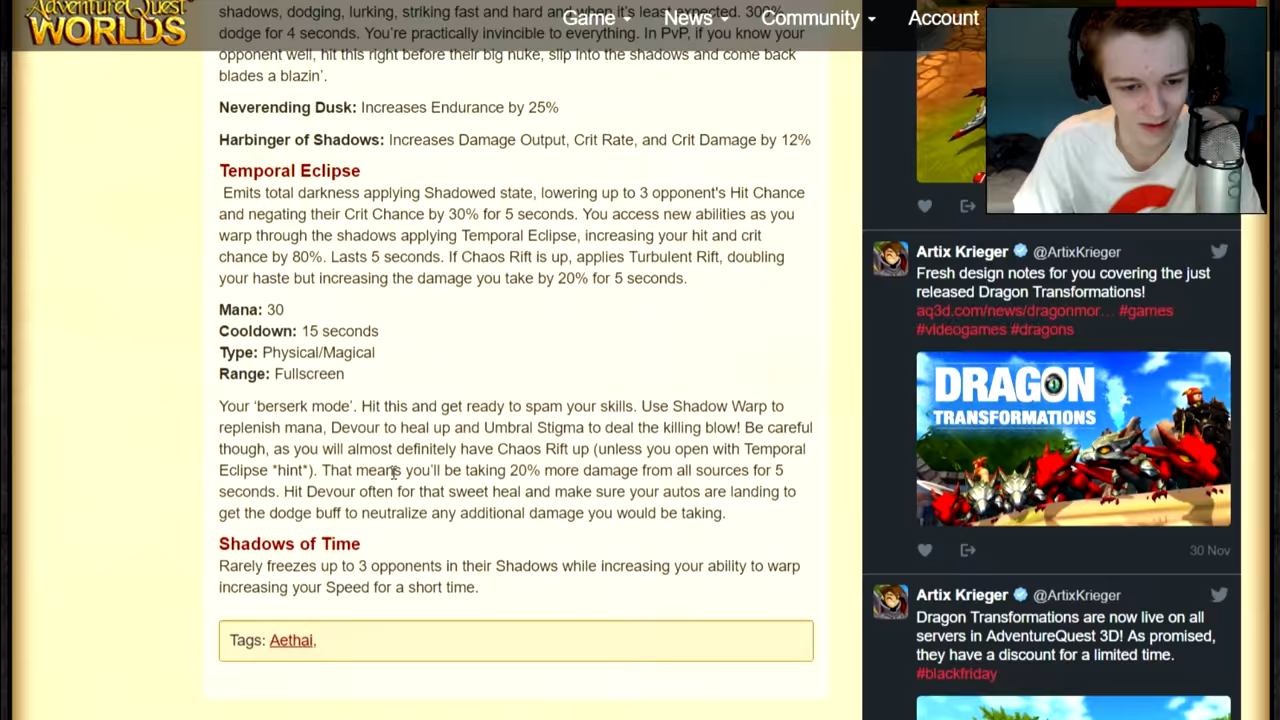 AdventureQuest
WORLDS
Game
News
Community
Account
shadows, dodging, lurking, striking fast and hard and when it's least expected. 300%
dodge for 4 seconds. You're practically invincible to everything. In PvP, if you know your
opponent well, hit this right before their big nuke, slip into the shadows and come back
blades a blazin'.
Neverending Dusk: Increases Endurance by 25%
Harbinger of Shadows: Increases Damage Output, Crit Rate, and Crit Damage by 12%
Temporal Eclipse
Emits total darkness applying Shadowed state, lowering up to 3 opponent's Hit Chance
and negating their Crit Chance by 30% for 5 seconds. You access new abilities as you
warp through the shadows applying Temporal Eclipse, increasing your hit and crit
chance by 80%. Lasts 5 seconds. If Chaos Rift is up, applies Turbulent Rift, doubling
your haste but increasing the damage you take by 20% for 5 seconds.
Mana: 30
Cooldown: 15 seconds
Type: Physical/Magical
Range: Fullscreen
Your 'berserk mode'. Hit this and get ready to spam your skills. Use Shadow Warp to
replenish mana, Devour to heal up and Umbral Stigma to deal the killing blow! Be careful
though, as you will almost definitely have Chaos Rift up (unless you open with Temporal
Eclipse *hint*). That means you'll be taking 20% more damage from all sources for 5
seconds. Hit Devour often for that sweet heal and make sure your autos are landing to
get the dodge buff to neutralize any additional damage you would be taking.
Shadows of Time
Rarely freezes up to 3 opponents in their Shadows while increasing your ability to warp
increasing your Speed for a short time.
Tags: Aethai,
Artix Krieger @ArtixKrieger
Fresh design notes for you covering the just
released Dragon Transformations!
aq3d.com/news/dragonmor… #games
#videogames #dragons
DRAGON
TRANSFORMATIONS
30 Nov
Artix Krieger @ArtixKrieger
Dragon Transformations are now live on all
servers in AdventureQuest 3D! As promised,
they have a discount for a limited time.
#blackfriday